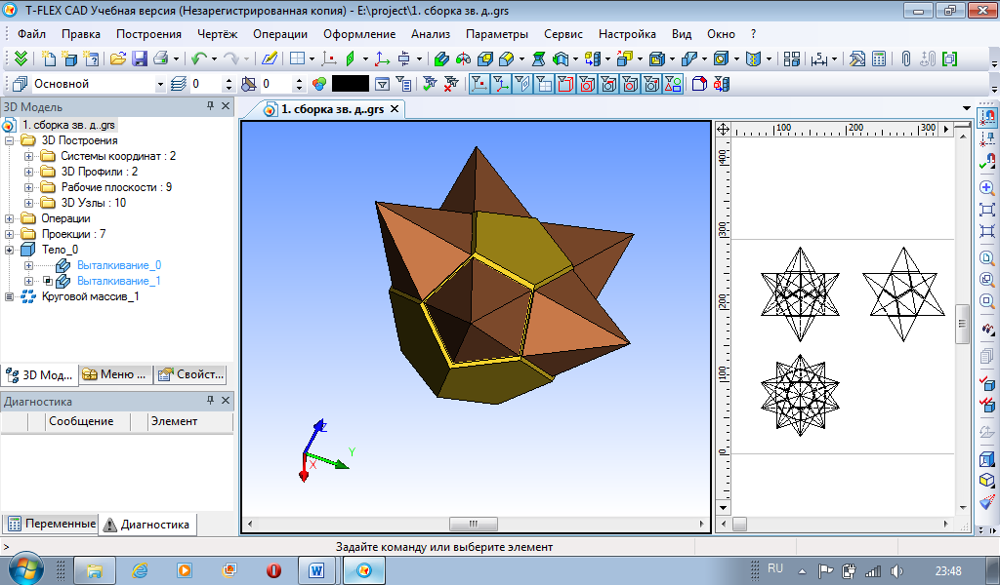 T-FLEX CAD Учебная версия (Незарегистрированная копия) - E:\project\1. сборка зв. д..grs
Файл Правка Построения Чертёж Операции Оформление Анализ Параметры Сервис Настройка Вид Окно ?
Основной 0 0
3D Модель
1. сборка зв. д..grs
1. сборка зв. д..grs
3D Построения
Системы координат : 2
3D Профили : 2
Рабочие плоскости : 9
3D Узлы : 10
Операции
Проекции : 7
Тело_0
Выталкивание_0
Выталкивание_1
Круговой массив_1
3D Мод... Меню ... Свойст...
Диагностика
Сообщение Элемент
Переменные Диагностика
Z
Y
X
100 200 300
400
300
200
100
0
> Задайте команду или выберите элемент
RU 23:48